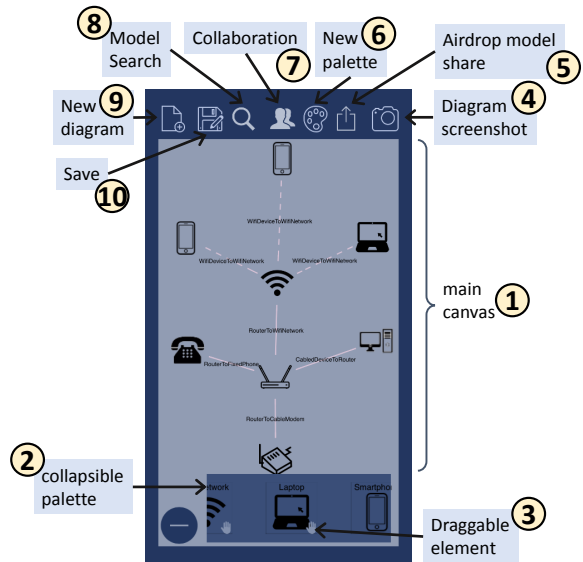 8
Model
Search
Collaboration
7
New
palette
6
Airdrop model
share
5
New
diagram
9
Diagram
screenshot
4
Save
10
WifiDeviceToWifiNetwork
WifiDeviceToWifiNetwork
WifiDeviceToWifiNetwork
main
canvas
1
RouterToWifiNetwork
RouterToFixedPhone
CabledDeviceToRouter
RouterToCableModem
2
collapsible
palette
twork
Laptop
Smartphon
Draggable
element
3